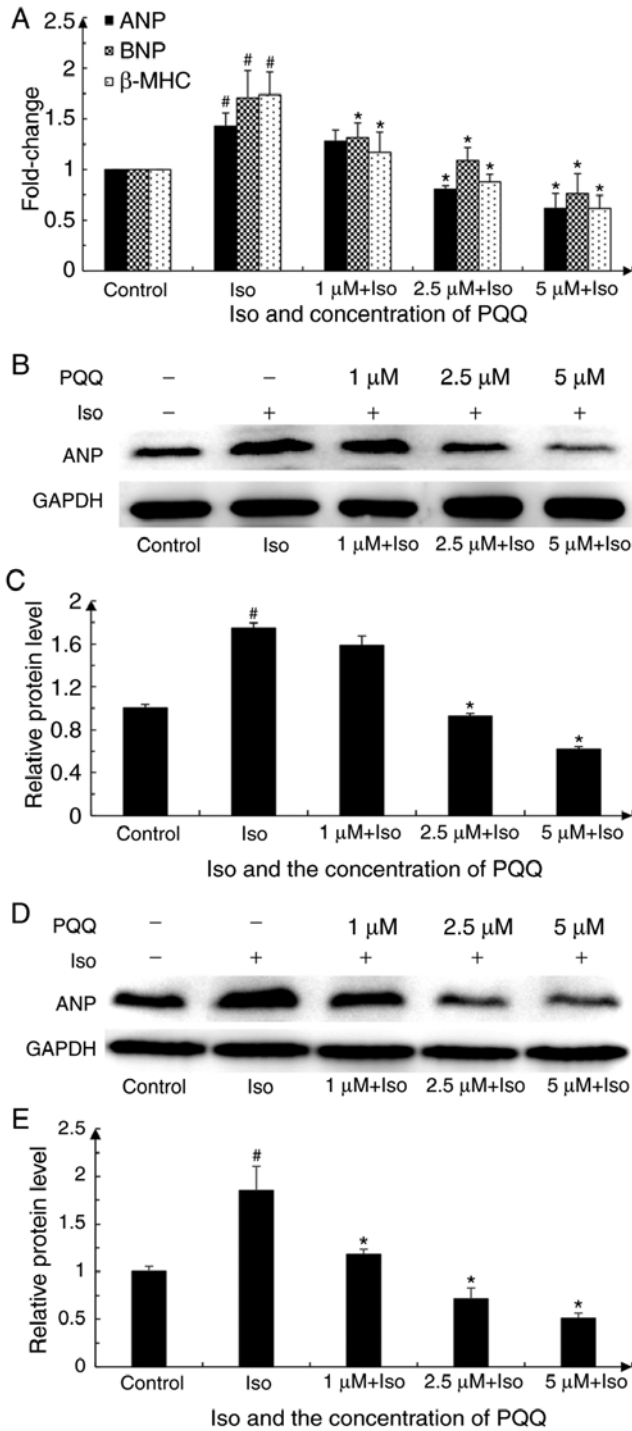 A
2.5
ANP
BNP
β-MHC
2
1.5
1
0.5
0
Fold-change
# # #
* *
* * *
* * *
Control Iso 1 μM+Iso 2.5 μM+Iso 5 μM+Iso
Iso and concentration of PQQ
B
PQQ − − 1 μM 2.5 μM 5 μM
Iso − + + + +
ANP
GAPDH
Control Iso 1 μM+Iso 2.5 μM+Iso 5 μM+Iso
C
2
1.6
1.2
0.8
0.4
0
Relative protein level
#
*
*
Control Iso 1 μM+Iso 2.5 μM+Iso 5 μM+Iso
Iso and the concentration of PQQ
D
PQQ − − 1 μM 2.5 μM 5 μM
Iso − + + + +
ANP
GAPDH
Control Iso 1 μM+Iso 2.5 μM+Iso 5 μM+Iso
E
2.5
2
1.5
1
0.5
0
Relative protein level
#
*
*
*
Control Iso 1 μM+Iso 2.5 μM+Iso 5 μM+Iso
Iso and the concentration of PQQ